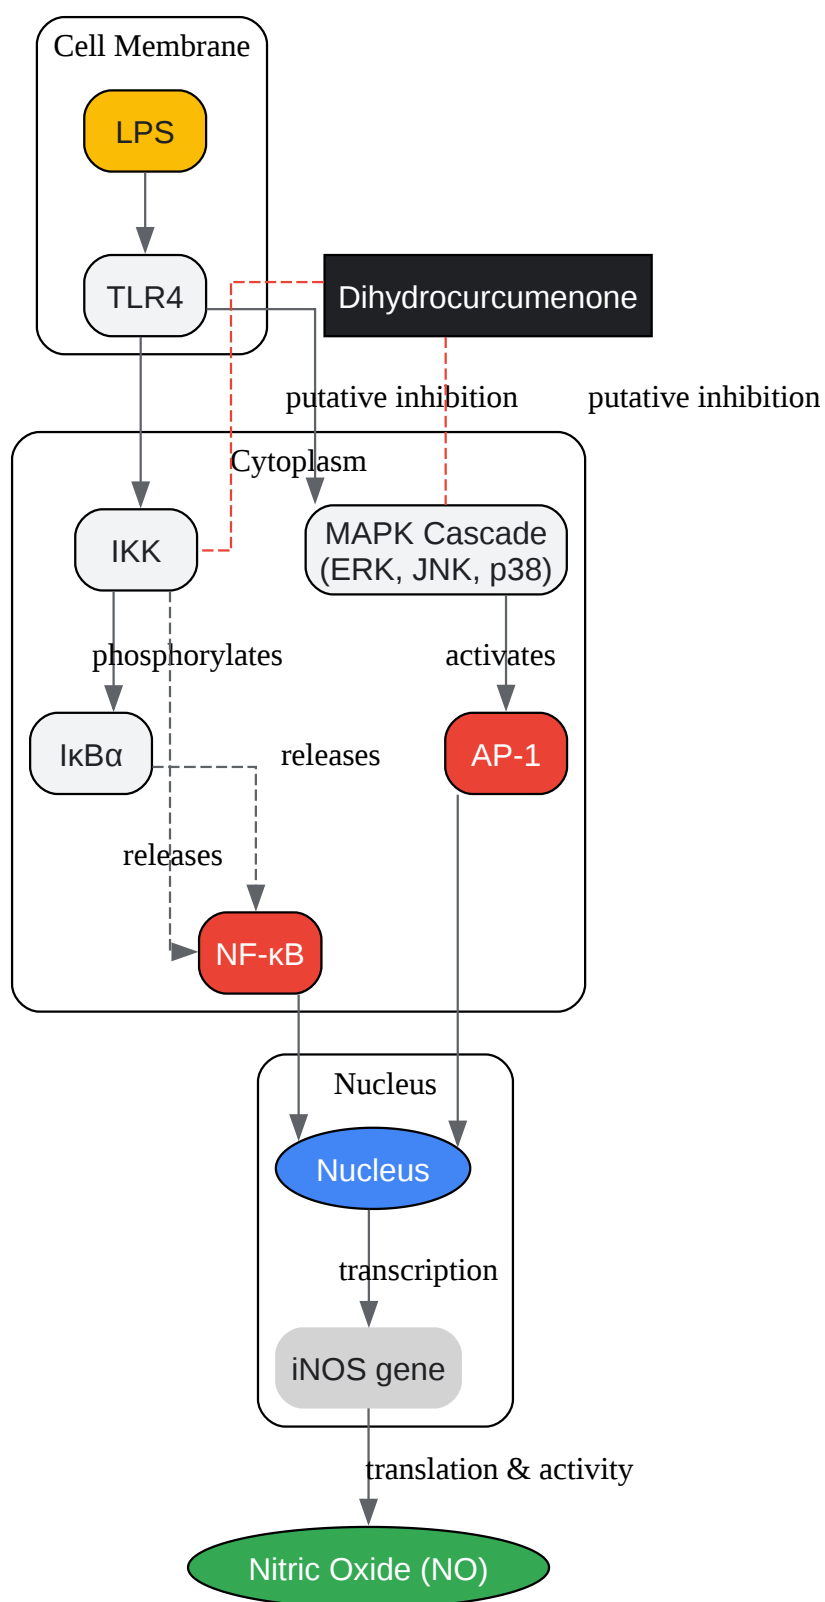 Cell Membrane
LPS
TLR4
Dihydrocurcumenone
putative inhibition
putative inhibition
Cytoplasm
IKK
MAPK Cascade
(ERK, JNK, p38)
phosphorylates
activates
IκBα
releases
AP-1
releases
NF-κB
Nucleus
Nucleus
transcription
iNOS gene
translation & activity
Nitric Oxide (NO)